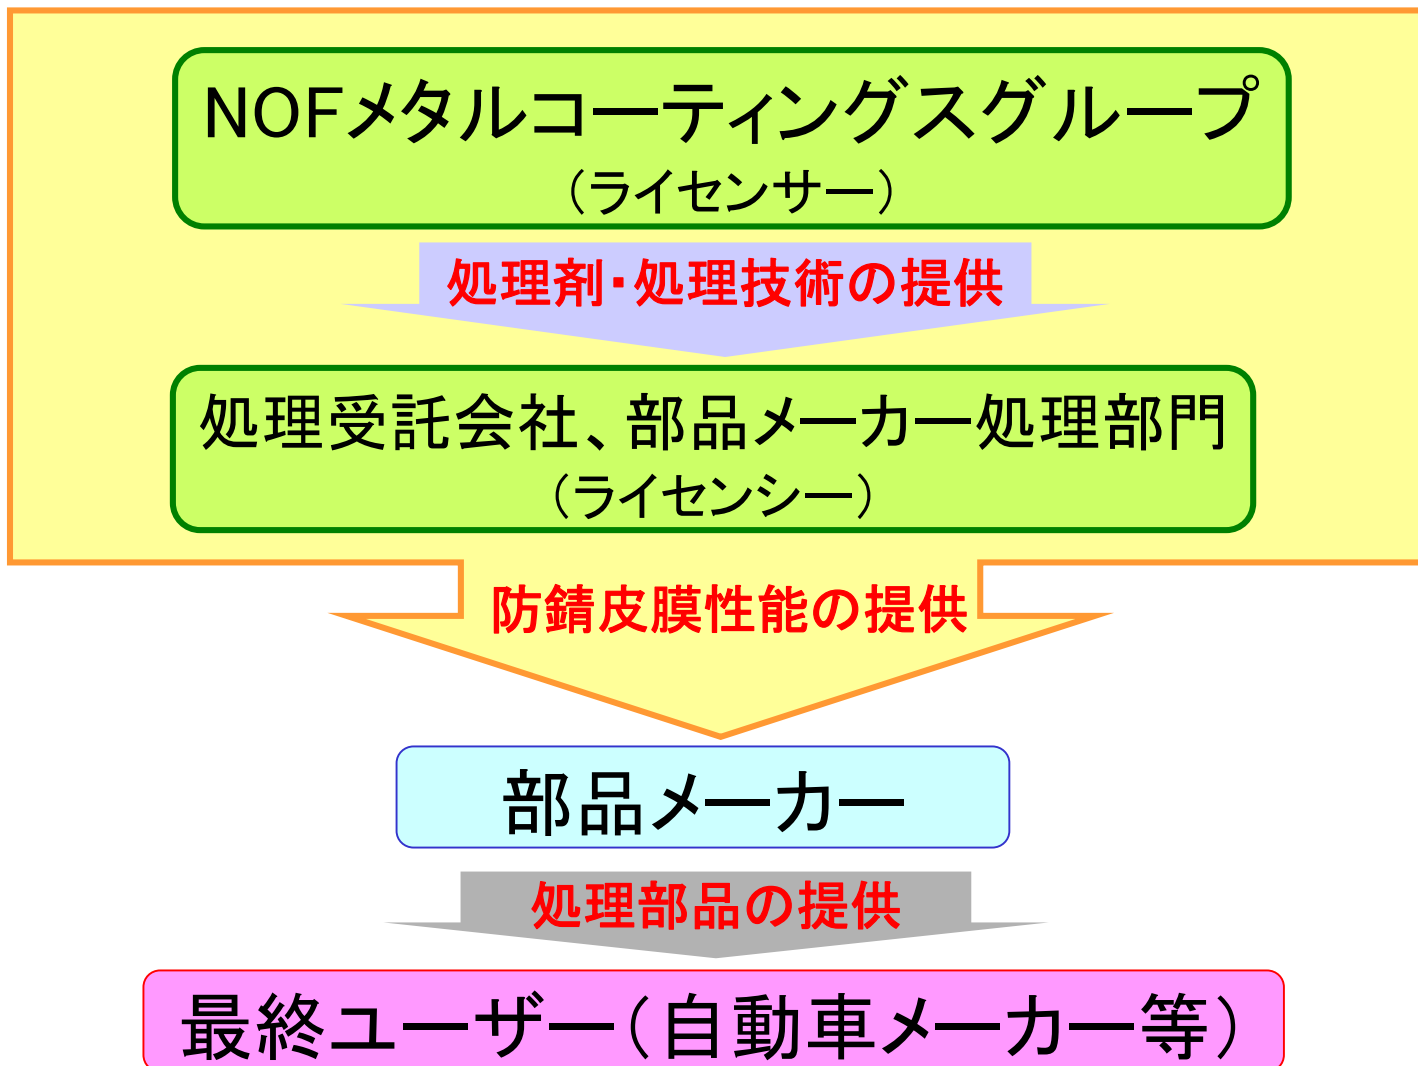 NOFメタルコーティングスグループ
（ライセンサー）
処理剤・処理技術の提供
処理受託会社、部品メーカー処理部門
（ライセンシー）
防錆皮膜性能の提供
部品メーカー
処理部品の提供
最終ユーザー（自動車メーカー等）